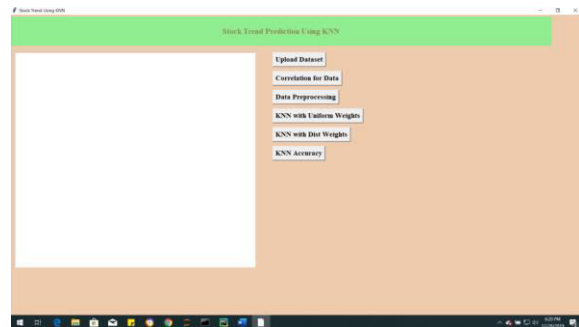 Stock Trend Using KNN
Stock Trend Prediction Using KNN
Upload Dataset
Correlation for Data
Data Preprocessing
KNN with Uniform Weights
KNN with Dist Weights
KNN Accuracy